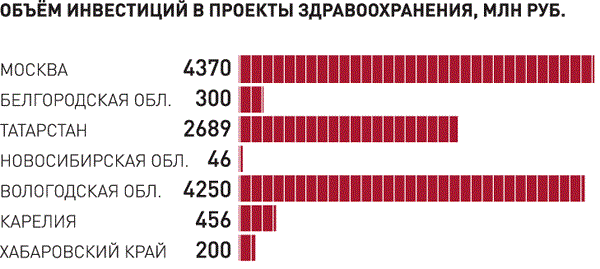 ОБЪЁМ ИНВЕСТИЦИЙ В ПРОЕКТЫ ЗДРАВООХРАНЕНИЯ, МЛН РУБ.
МОСКВА 4370
БЕЛГОРОДСКАЯ ОБЛ. 300
ТАТАРСТАН 2689
НОВОСИБИРСКАЯ ОБЛ. 46
ВОЛОГОДСКАЯ ОБЛ. 4250
КАРЕЛИЯ 456
ХАБАРОВСКИЙ КРАЙ 200